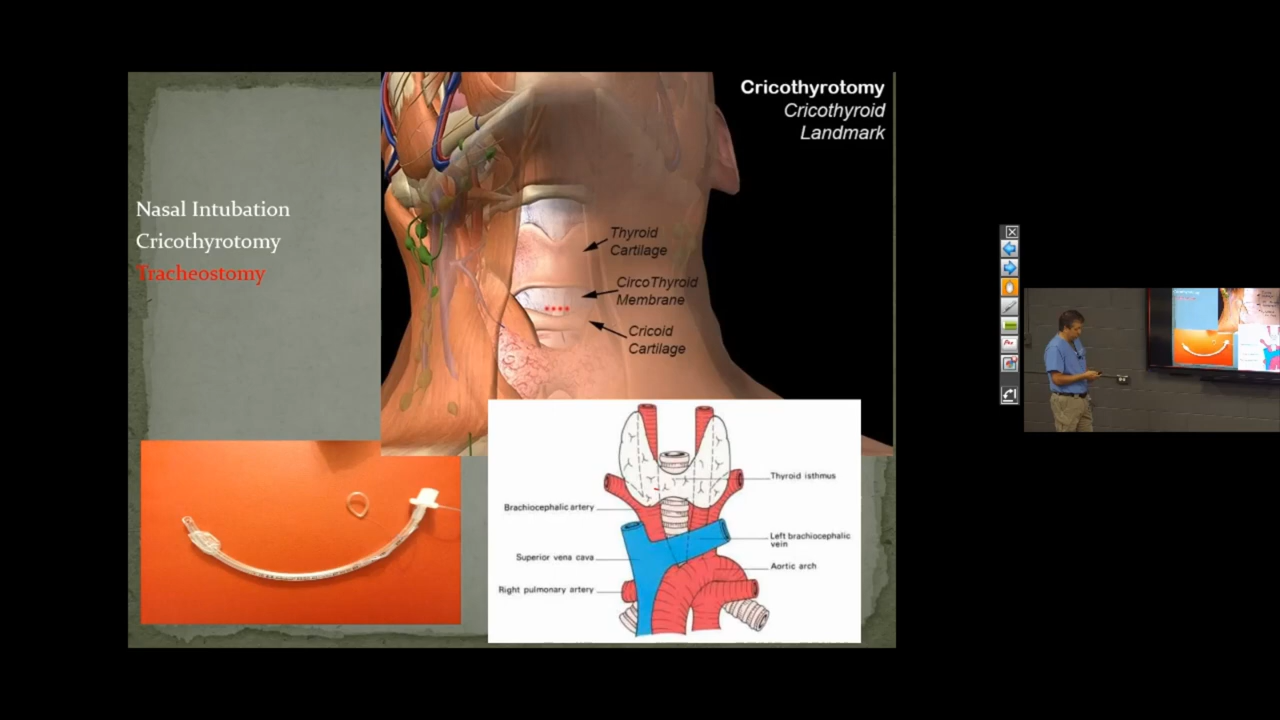 Cricothyrotomy
Cricothyroid
Landmark
Nasal Intubation
Cricothyrotomy
Tracheostomy
Thyroid
Cartilage
CircoThyroid
Membrane
Cricoid
Cartilage
Thyroid isthmus
Brachiocephalic artery
Left brachiocephalic
vein
Superior vena cava
Aortic arch
Right pulmonary artery